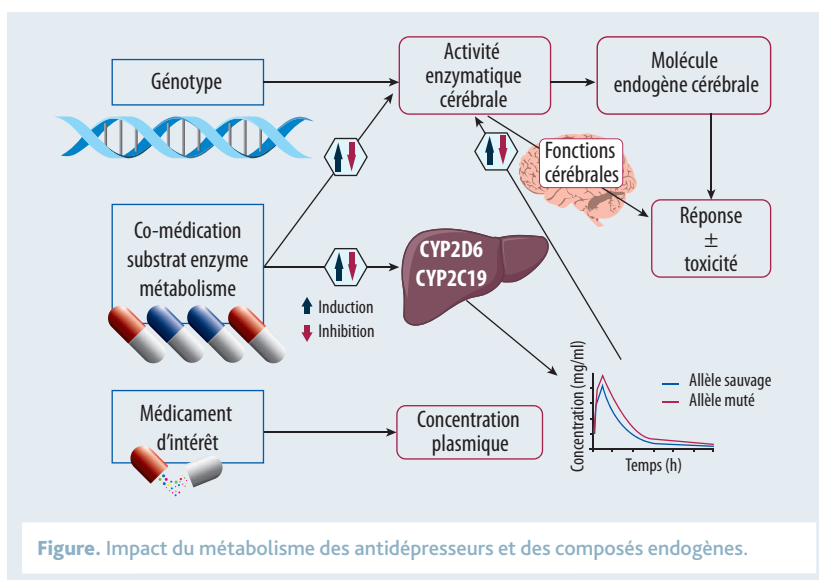 Génotype
Activité
enzymatique
cérébrale
Molécule
endogène cérébrale
Fonctions
cérébrales
Réponse
±
toxicité
Co-médication
substrat enzyme
métabolisme
CYP2D6
CYP2C19
Induction
Inhibition
Médicament
d'intérêt
Concentration
plasmique
Concentration (mg/ml)
Allèle sauvage
Allèle muté
Temps (h)
Figure. Impact du métabolisme des antidépresseurs et des composés endogènes.